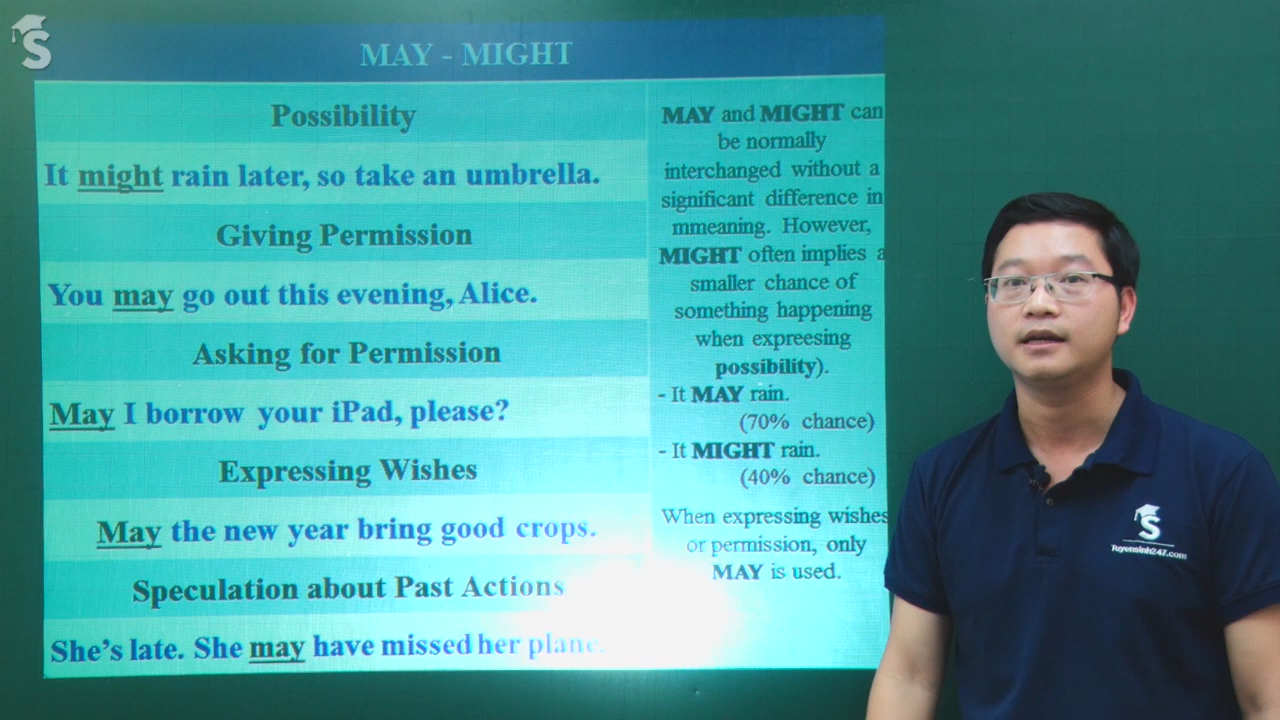 S
MAY - MIGHT
Possibility
It might rain later, so take an umbrella.
Giving Permission
You may go out this evening, Alice.
Asking for Permission
May I borrow your iPad, please?
Expressing Wishes
May the new year bring good crops.
Speculation about Past Actions
She's late. She may have missed her plane.
MAY and MIGHT can
be normally
interchanged without a
significant difference in
mmeaning. However,
MIGHT often implies a
smaller chance of
something happening
when expreesing
possibility).
- It MAY rain.
(70% chance)
- It MIGHT rain.
(40% chance)
When expressing wishes
or permission, only
MAY is used.
S
Tuyensinh247.com